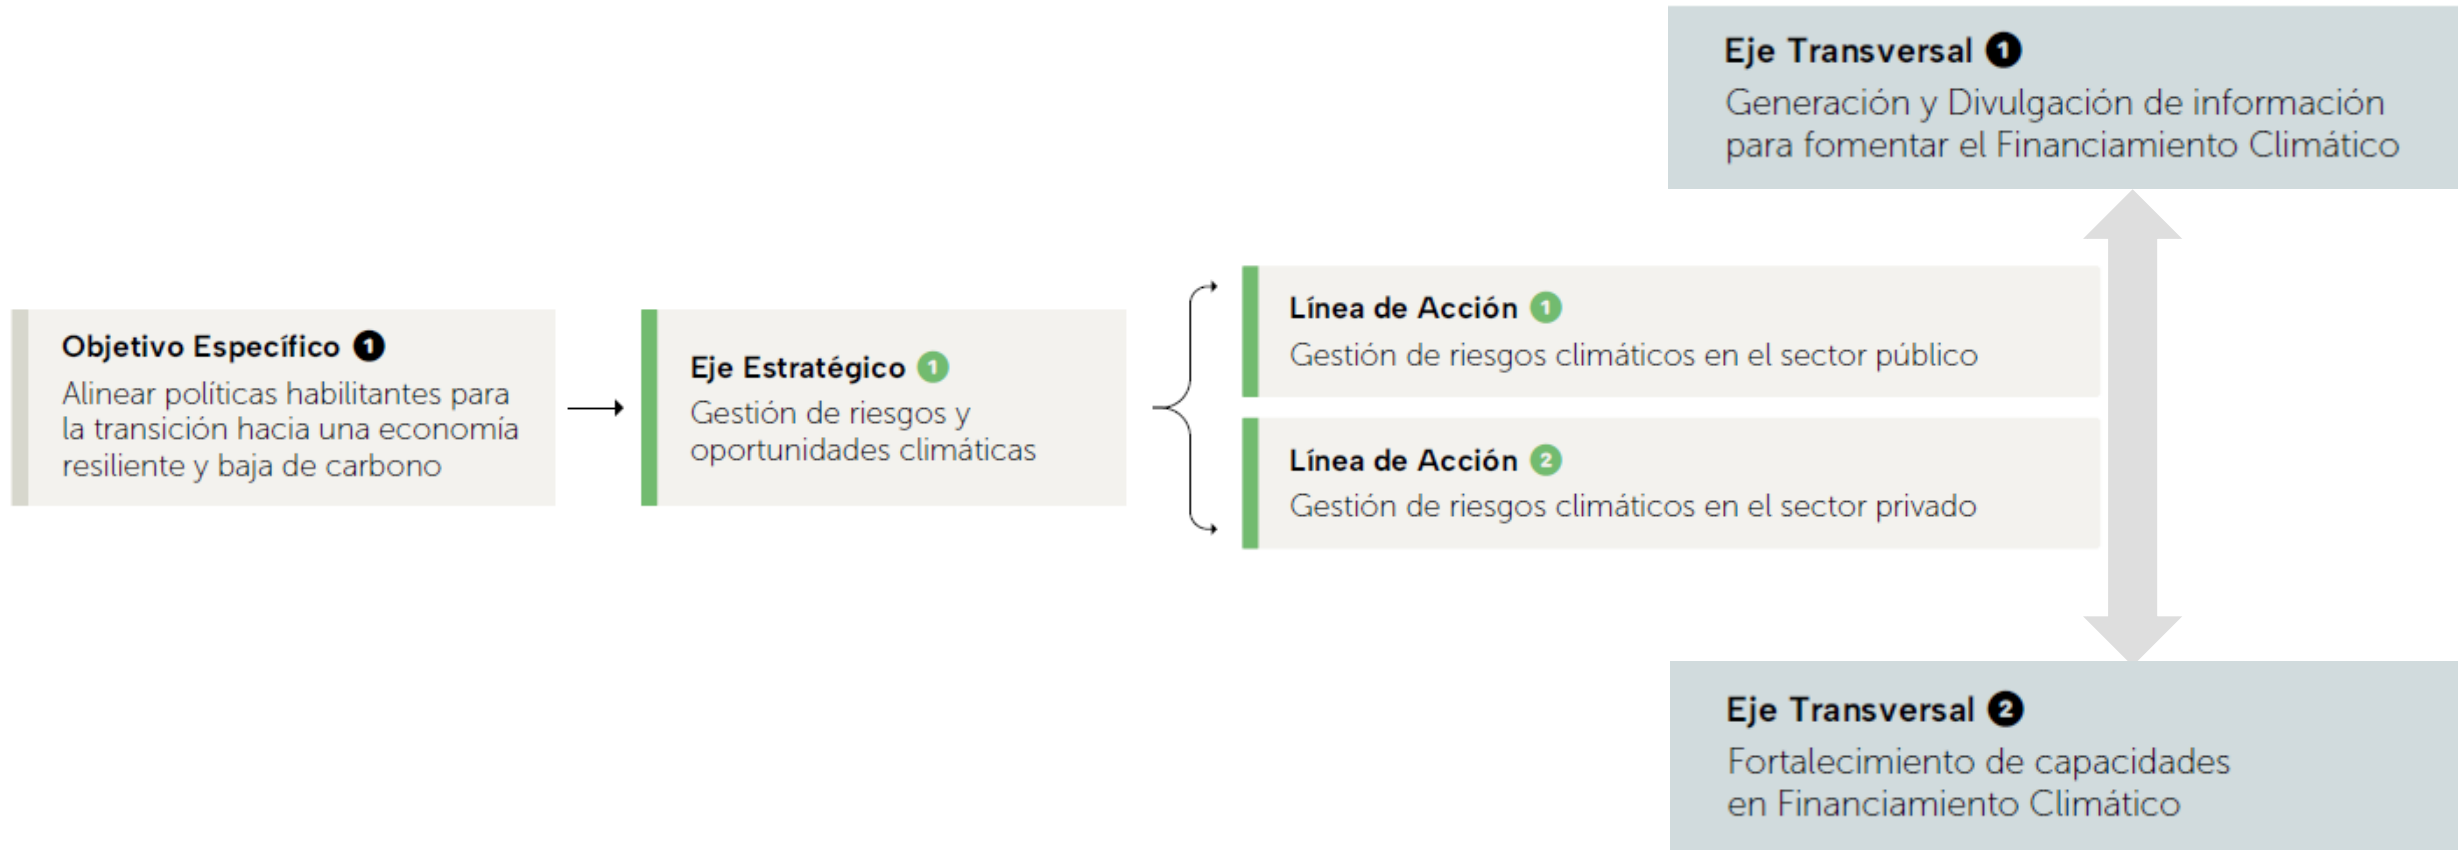 Eje Transversal 1
Generación y Divulgación de información
para fomentar el Financiamiento Climático
Objetivo Específico 1
Alinear políticas habilitantes para
la transición hacia una economía
resiliente y baja de carbono
Eje Estratégico 1
Gestión de riesgos y
oportunidades climáticas
Línea de Acción 1
Gestión de riesgos climáticos en el sector público
Línea de Acción 2
Gestión de riesgos climáticos en el sector privado
Eje Transversal 2
Fortalecimiento de capacidades
en Financiamiento Climático